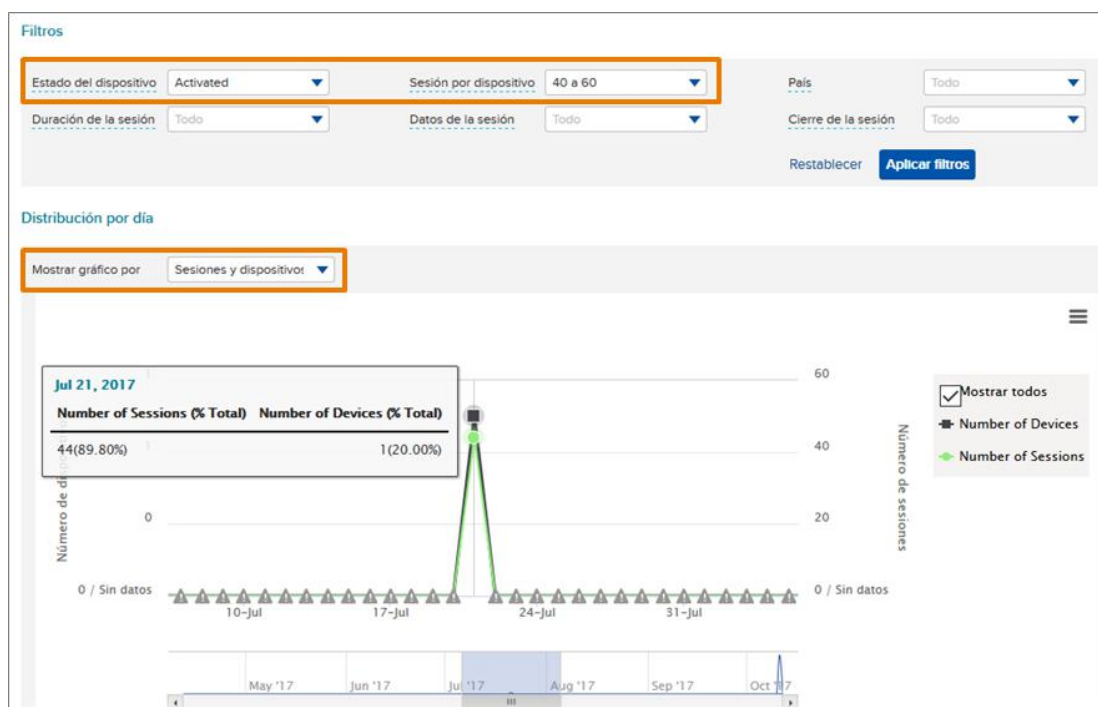 Filtros
Estado del dispositivo Activated Sesión por dispositivo 40 a 60 País Todo
Duración de la sesión Todo Datos de la sesión Todo Cierre de la sesión Todo
Restablecer Aplicar filtros
Distribución por día
Mostrar gráfico por Sesiones y dispositivos
Jul 21, 2017
Number of Sessions (% Total) Number of Devices (% Total)
44(89.80%) 1(20.00%)
60
40
20
0 / Sin datos
Número de sesiones
0
0 / Sin datos
Número de
Mostrar todos
Number of Devices
Number of Sessions
10-Jul 17-Jul 24-Jul 31-Jul
May '17 Jun '17 Jul '17 Aug '17 Sep '17 Oct '17